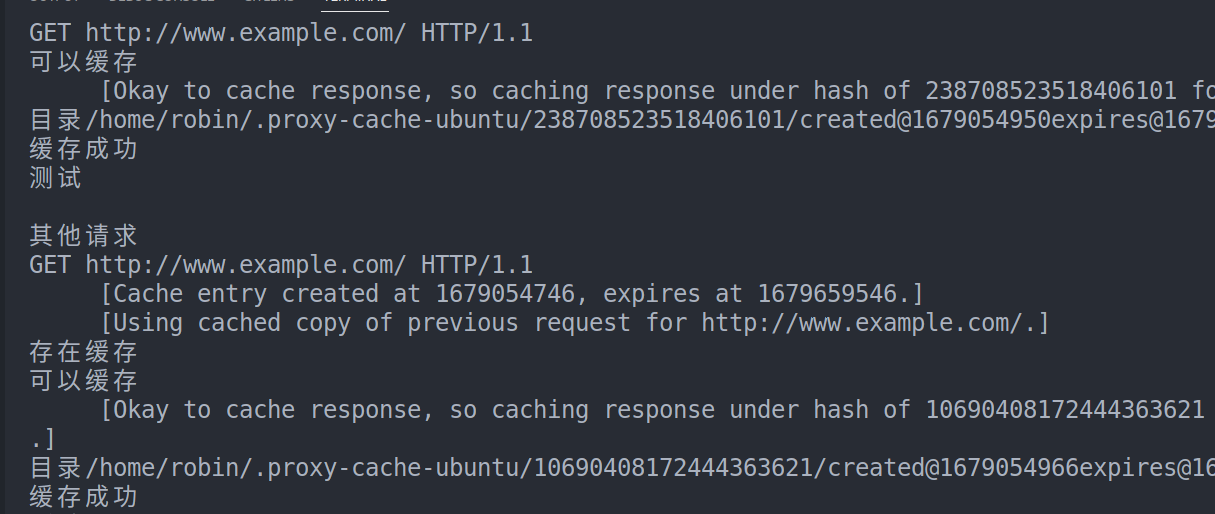 GET http://www.example.com/ HTTP/1.1
可以缓存
[Okay to cache response, so caching response under hash of 238708523518406101 fo
目录/home/robin/.proxy-cache-ubuntu/238708523518406101/created@1679054950expires@1679
缓存成功
测试
其他请求
GET http://www.example.com/ HTTP/1.1
[Cache entry created at 1679054746, expires at 1679659546.]
[Using cached copy of previous request for http://www.example.com/.]
存在缓存
可以缓存
[Okay to cache response, so caching response under hash of 10690408172444363621
.]
目录/home/robin/.proxy-cache-ubuntu/10690408172444363621/created@1679054966expires@16
缓存成功